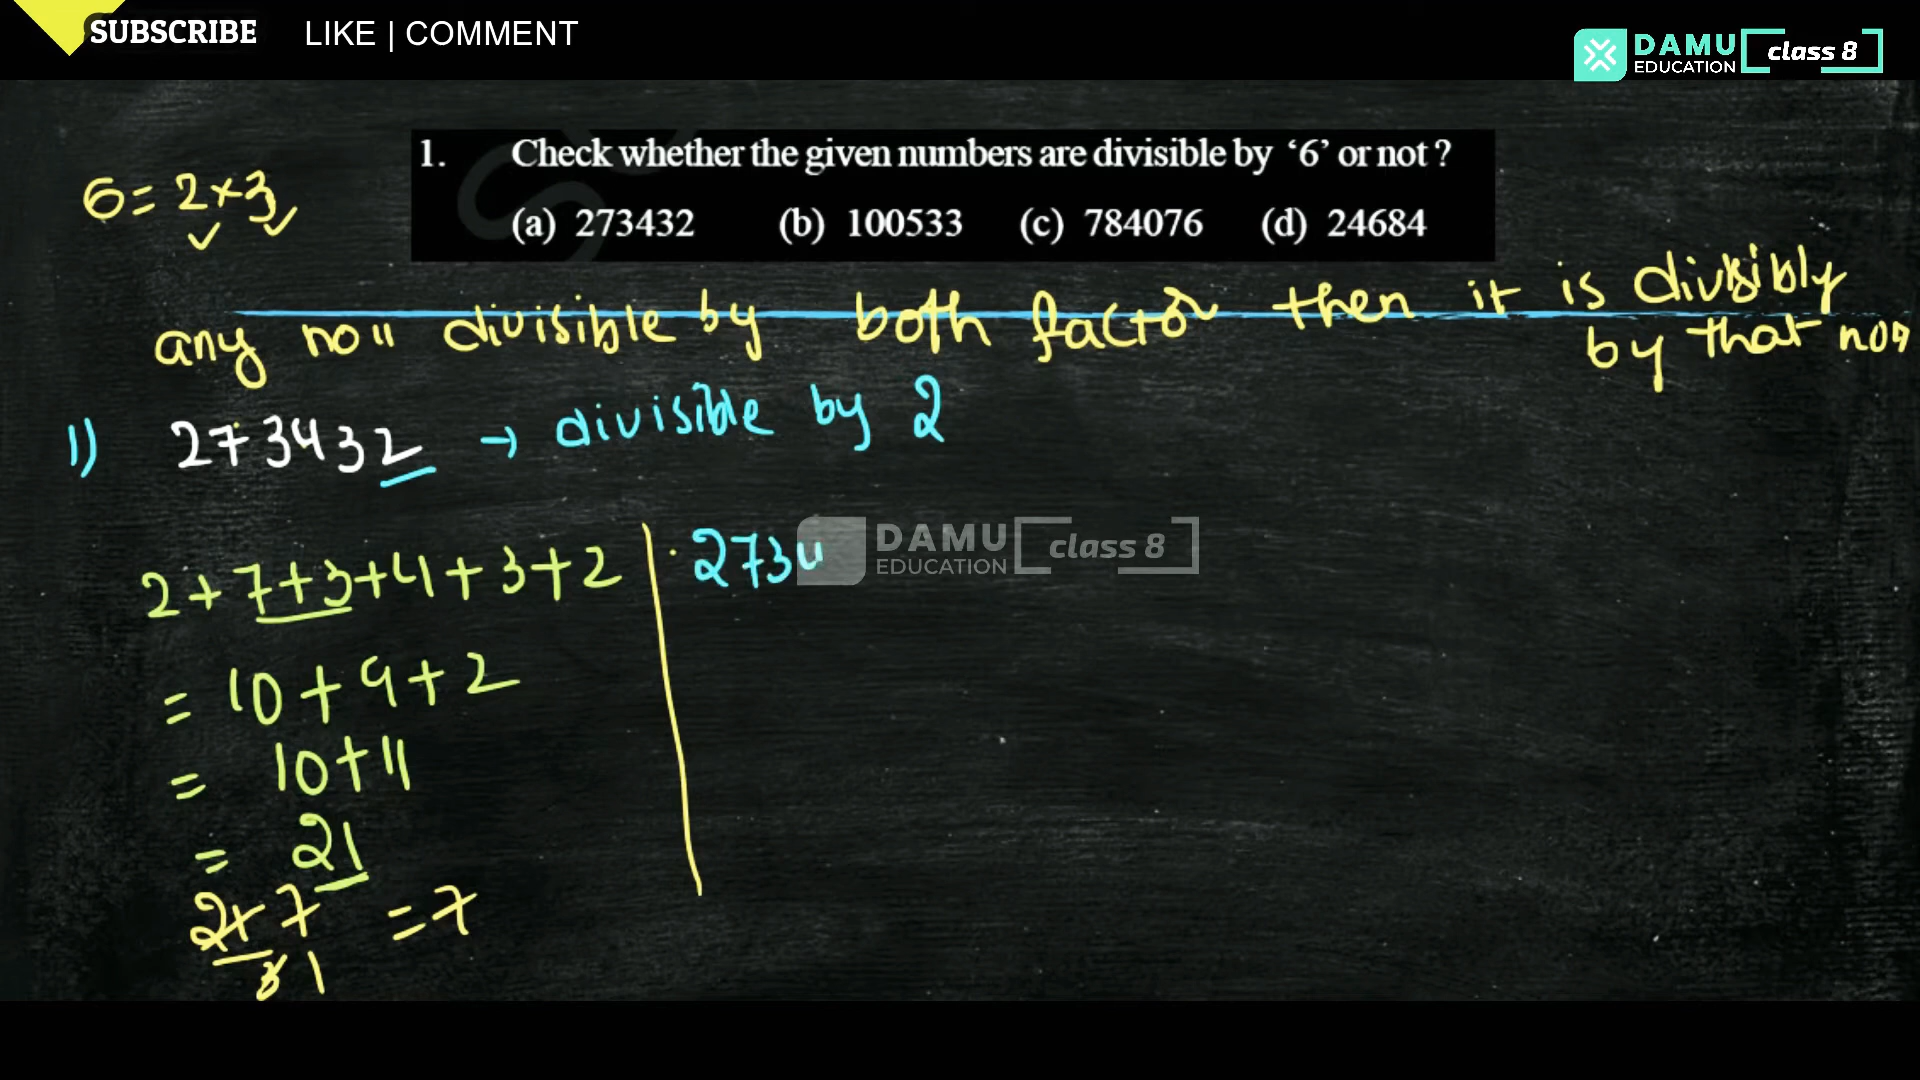 SUBSCRIBE LIKE | COMMENT
DAMU EDUCATION class 8
1. Check whether the given numbers are divisible by ‘6’ or not ?
(a) 273432 (b) 100533 (c) 784076 (d) 24684
6 = 2 × 3
any no divisible by both factor then it is divisibly
by that no
1) 273432 → divisible by 2
2 + 7 + 3 + 4 + 3 + 2
2734
DAMU EDUCATION class 8
= 10 + 9 + 2
= 10 + 11
= 21
21 7 = 7
3 1